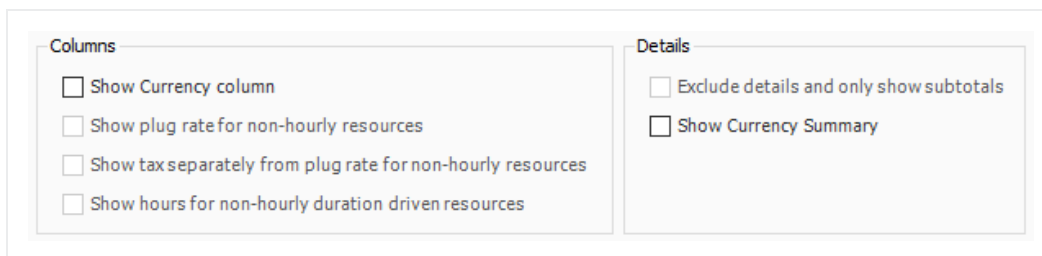 Columns
Show Currency column
Show plug rate for non-hourly resources
Show tax separately from plug rate for non-hourly resources
Show hours for non-hourly duration driven resources
Details
Exclude details and only show subtotals
Show Currency Summary